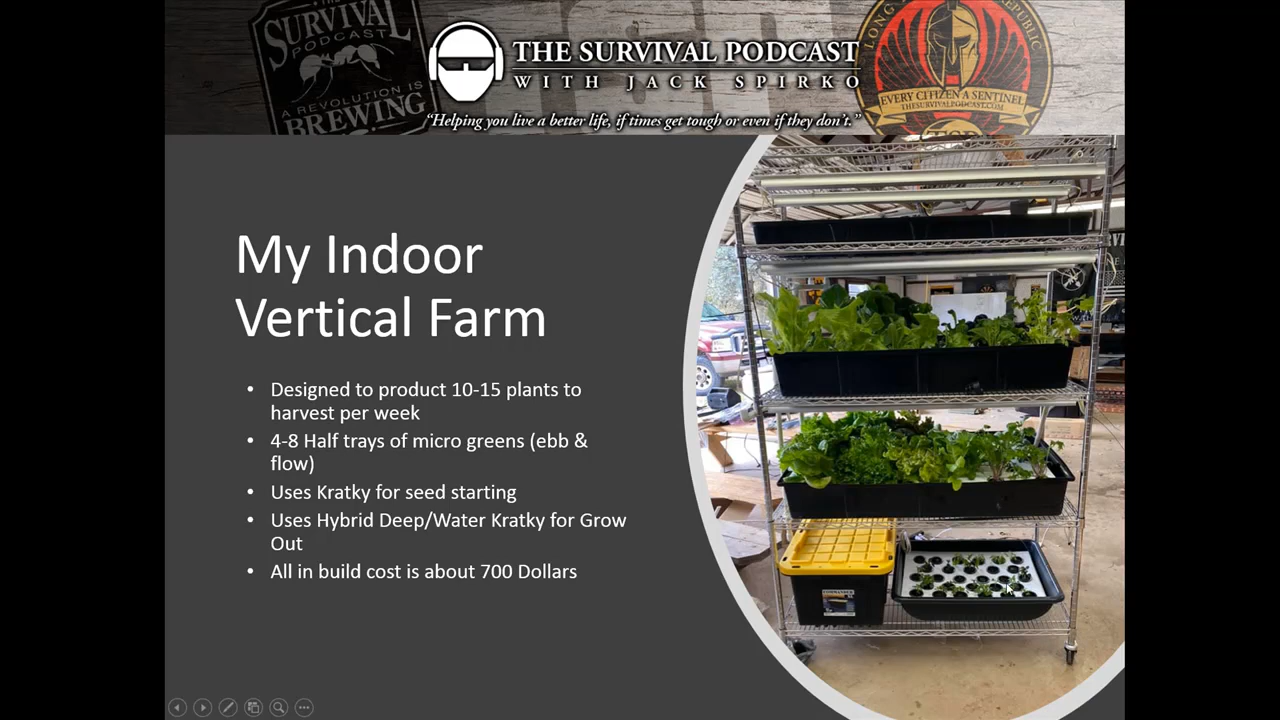 THE
SURVIVAL
PODCAST
A REVOLUTION IS
BREWING
TSP
THE SURVIVAL PODCAST
WITH JACK SPIRKO
“Helping you live a better life, if times get tough or even if they don’t.”
EVERY CITIZEN A SENTINEL
THESURVIVALPODCAST.COM
My Indoor
Vertical Farm
• Designed to product 10-15 plants to
harvest per week
• 4-8 Half trays of micro greens (ebb &
flow)
• Uses Kratky for seed starting
• Uses Hybrid Deep/Water Kratky for Grow
Out
• All in build cost is about 700 Dollars